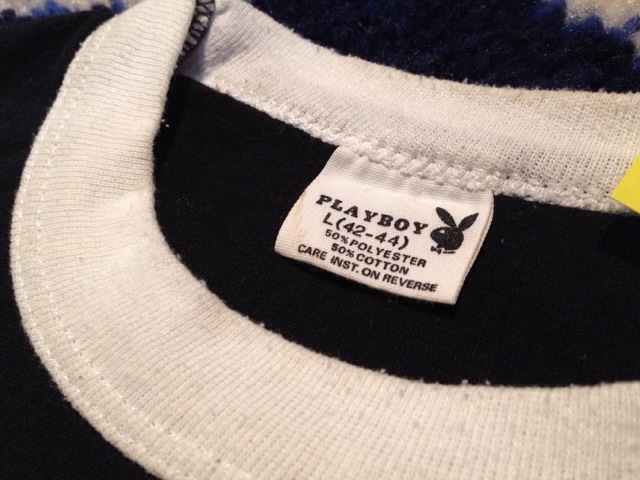 PLAYBOY
L(42-44)
50% POLYESTER
50% COTTON
CARE INST. ON REVERSE